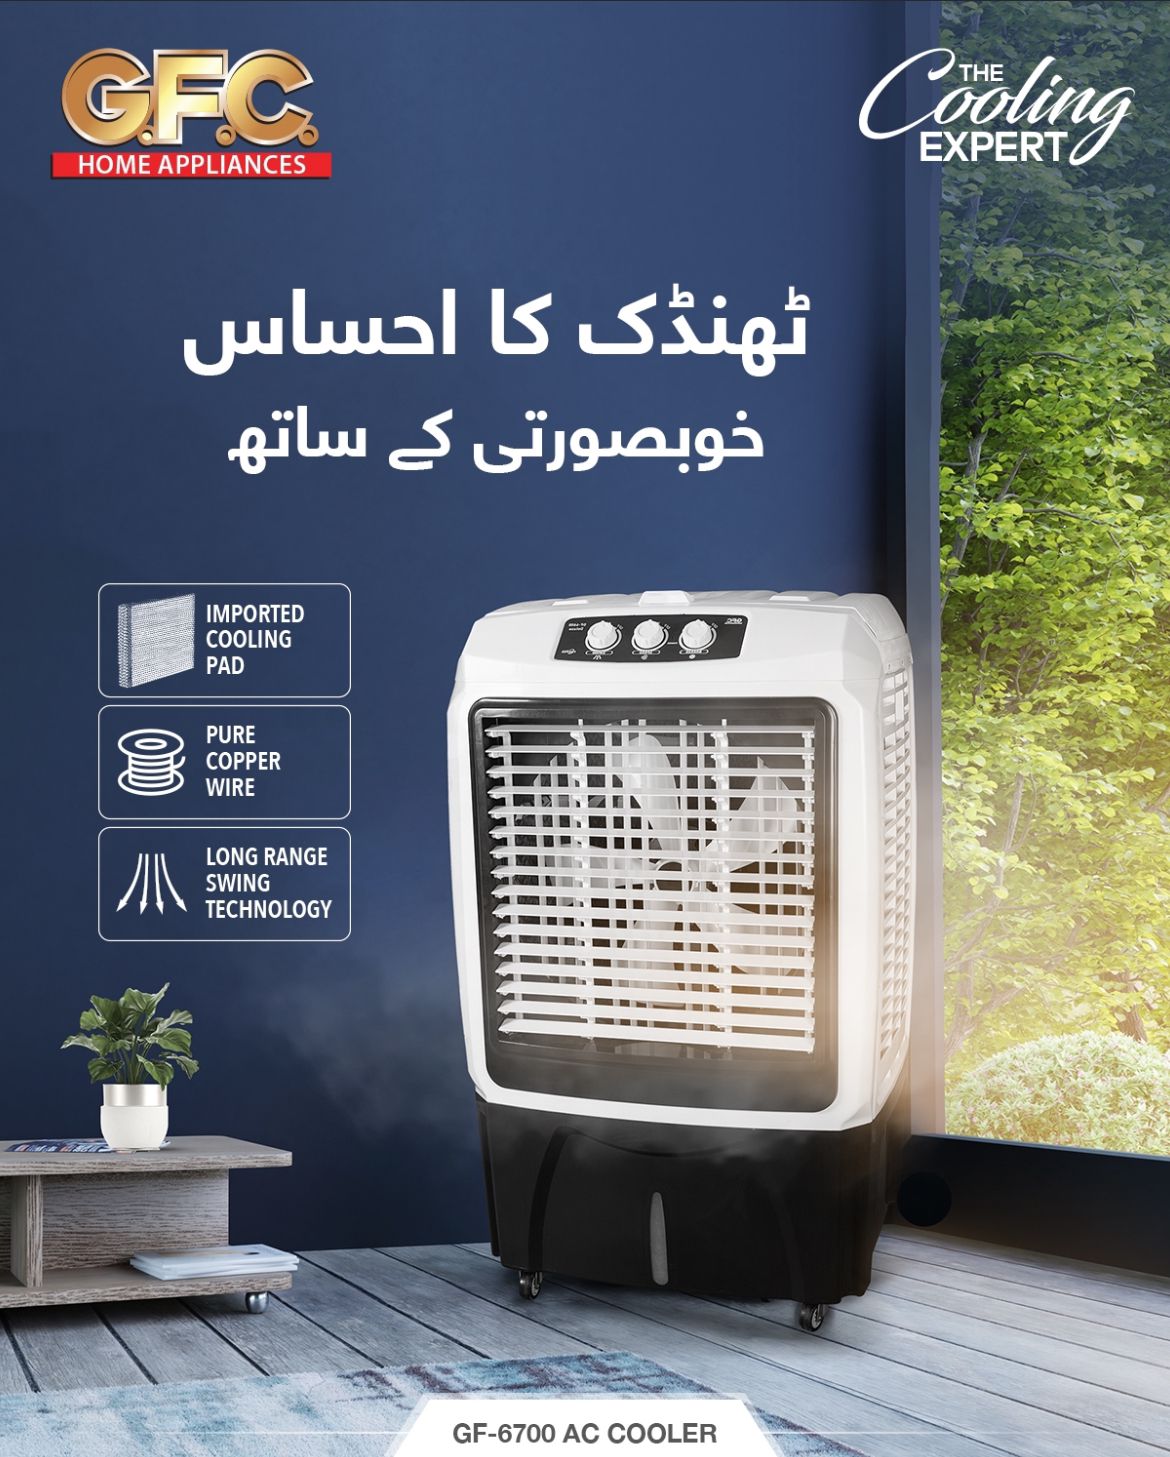 G.F.C.
HOME APPLIANCES
THE
Cooling
EXPERT
ٹھنڈک کا احساس
خوبصورتی کے ساتھ
IMPORTED
COOLING
PAD
PURE
COPPER
WIRE
LONG RANGE
SWING
TECHNOLOGY
GF-6700 AC COOLER